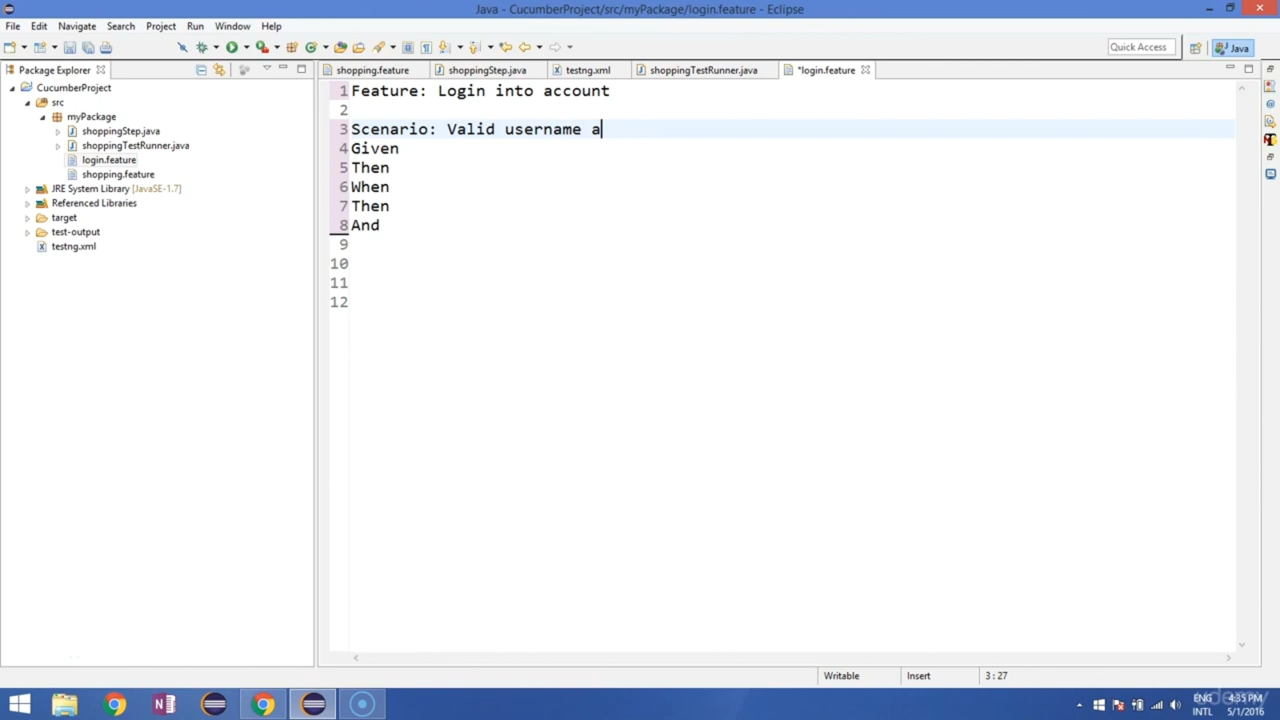 Java - CucumberProject/src/myPackage/login.feature - Eclipse
File Edit Navigate Search Project Run Window Help
Quick Access
Java
Package Explorer
shopping.feature
shoppingStep.java
testng.xml
shoppingTestRunner.java
*login.feature
CucumberProject
src
myPackage
shoppingStep.java
shoppingTestRunner.java
login.feature
shopping.feature
JRE System Library [JavaSE-1.7]
Referenced Libraries
target
test-output
testng.xml
1 Feature: Login into account
2
3 Scenario: Valid username a
4 Given
5 Then
6 When
7 Then
8 And
9
10
11
12
Writable
Insert
3 : 27
ENG
INTL
4:35 PM
5/1/2016
udemy